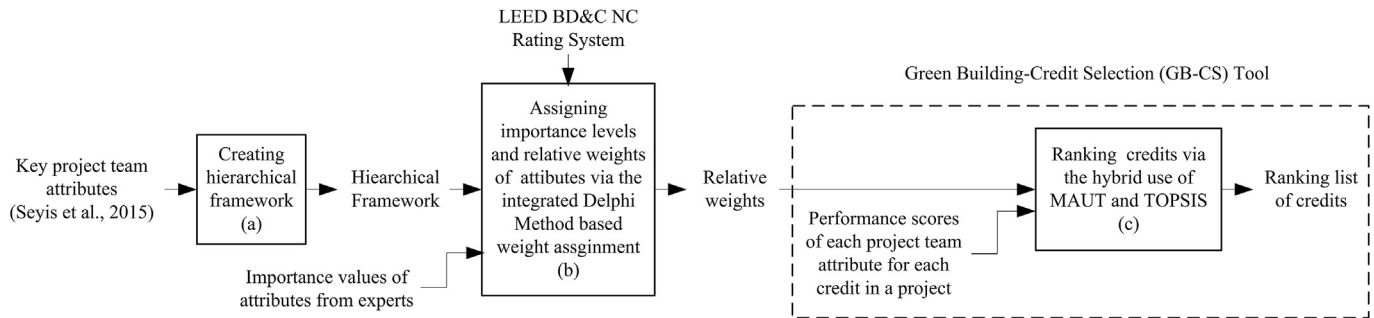 LEED BD&C NC
Rating System
Green Building-Credit Selection (GB-CS) Tool
Key project team
attributes
(Seyis et al., 2015)
Creating
hierarchical
framework
(a)
Hiearchical
Framework
Importance values of
attributes from experts
Assigning
importance levels
and relative weights
of attibutes via the
integrated Delphi
Method based
weight assginment
(b)
Relative
weights
Performance scores
of each project team
attribute for each
credit in a project
Ranking credits via
the hybrid use of
MAUT and TOPSIS
(c)
Ranking list
of credits